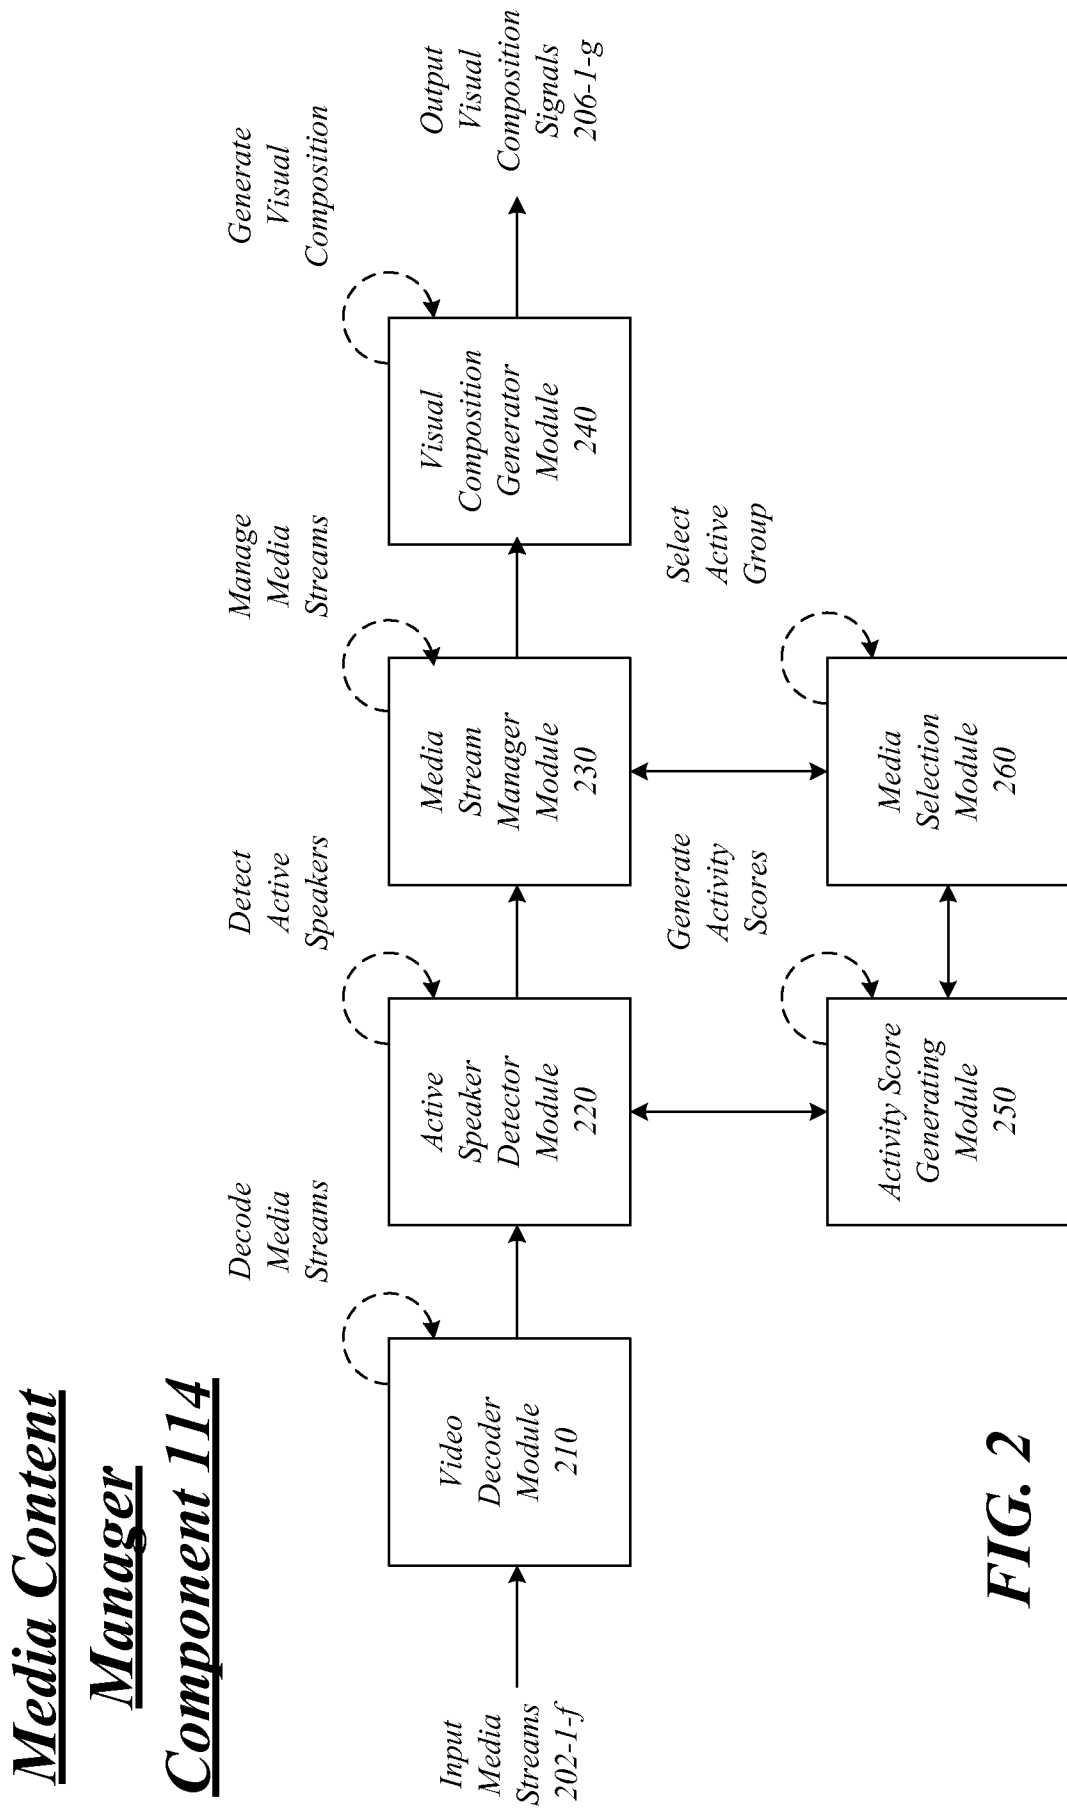 Media Content
Manager
Component 114
Input
Media
Streams
202-1-f
Video
Decoder
Module
210
Decode
Media
Streams
Active
Speaker
Detector
Module
220
Detect
Active
Speakers
Media
Stream
Manager
Module
230
Manage
Media
Streams
Visual
Composition
Generator
Module
240
Generate
Visual
Composition
Output
Visual
Composition
Signals
206-1-g
Activity Score
Generating
Module
250
Generate
Activity
Scores
Media
Selection
Module
260
Select
Active
Group
FIG. 2